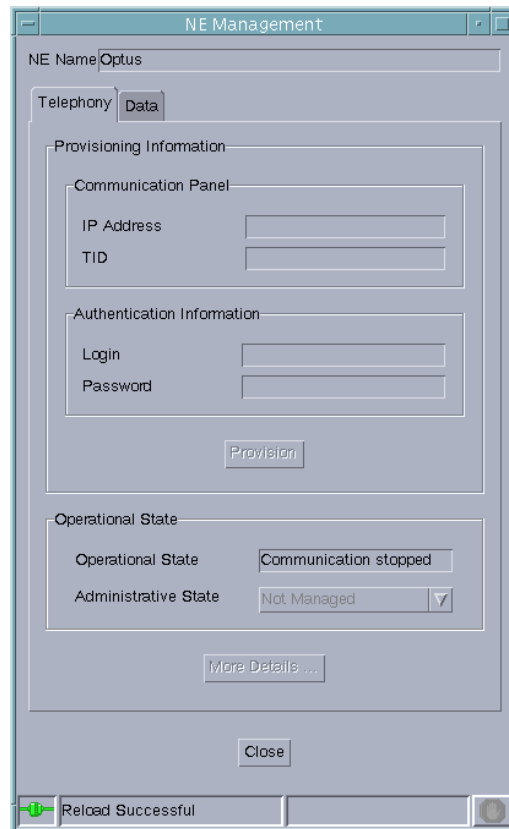 NE Management
NE Name Optus
Telephony Data
Provisioning Information
Communication Panel
IP Address
TID
Authentication Information
Login
Password
Provision
Operational State
Operational State Communication stopped
Administrative State Not Managed
More Details ...
Close
Reload Successful